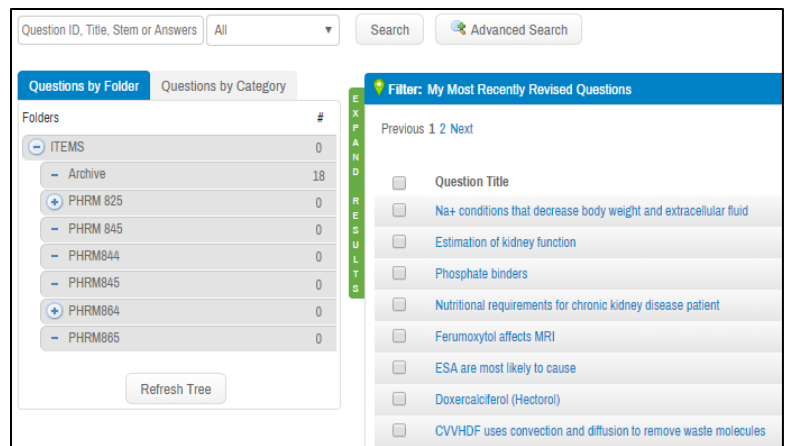 Question ID, Title, Stem or Answers All Search Advanced Search
Questions by Folder Questions by Category
Folders #
ITEMS 0
Archive 18
PHRM 825 0
PHRM 845 0
PHRM844 0
PHRM845 0
PHRM864 0
PHRM865 0
Refresh Tree
EXPAND RESULTS
Filter: My Most Recently Revised Questions
Previous 1 2 Next
Question Title
Na+ conditions that decrease body weight and extracellular fluid
Estimation of kidney function
Phosphate binders
Nutritional requirements for chronic kidney disease patient
Ferumoxytol affects MRI
ESA are most likely to cause
Doxercalciferol (Hectorol)
CVVHDF uses convection and diffusion to remove waste molecules